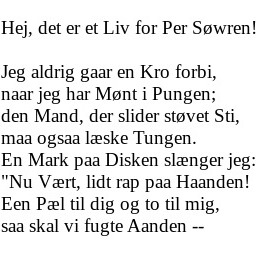 Hej, det er et Liv for Per Søwren!

Jeg aldrig gaar en Kro forbi,
naar jeg har Mønt i Pungen;
den Mand, der slider støvet Sti,
maa ogsaa læske Tungen.
En Mark paa Disken slænger jeg:
"Nu Vært, lidt rap paa Haanden!
Een Pæl til dig og to til mig,
saa skal vi fugte Aanden --